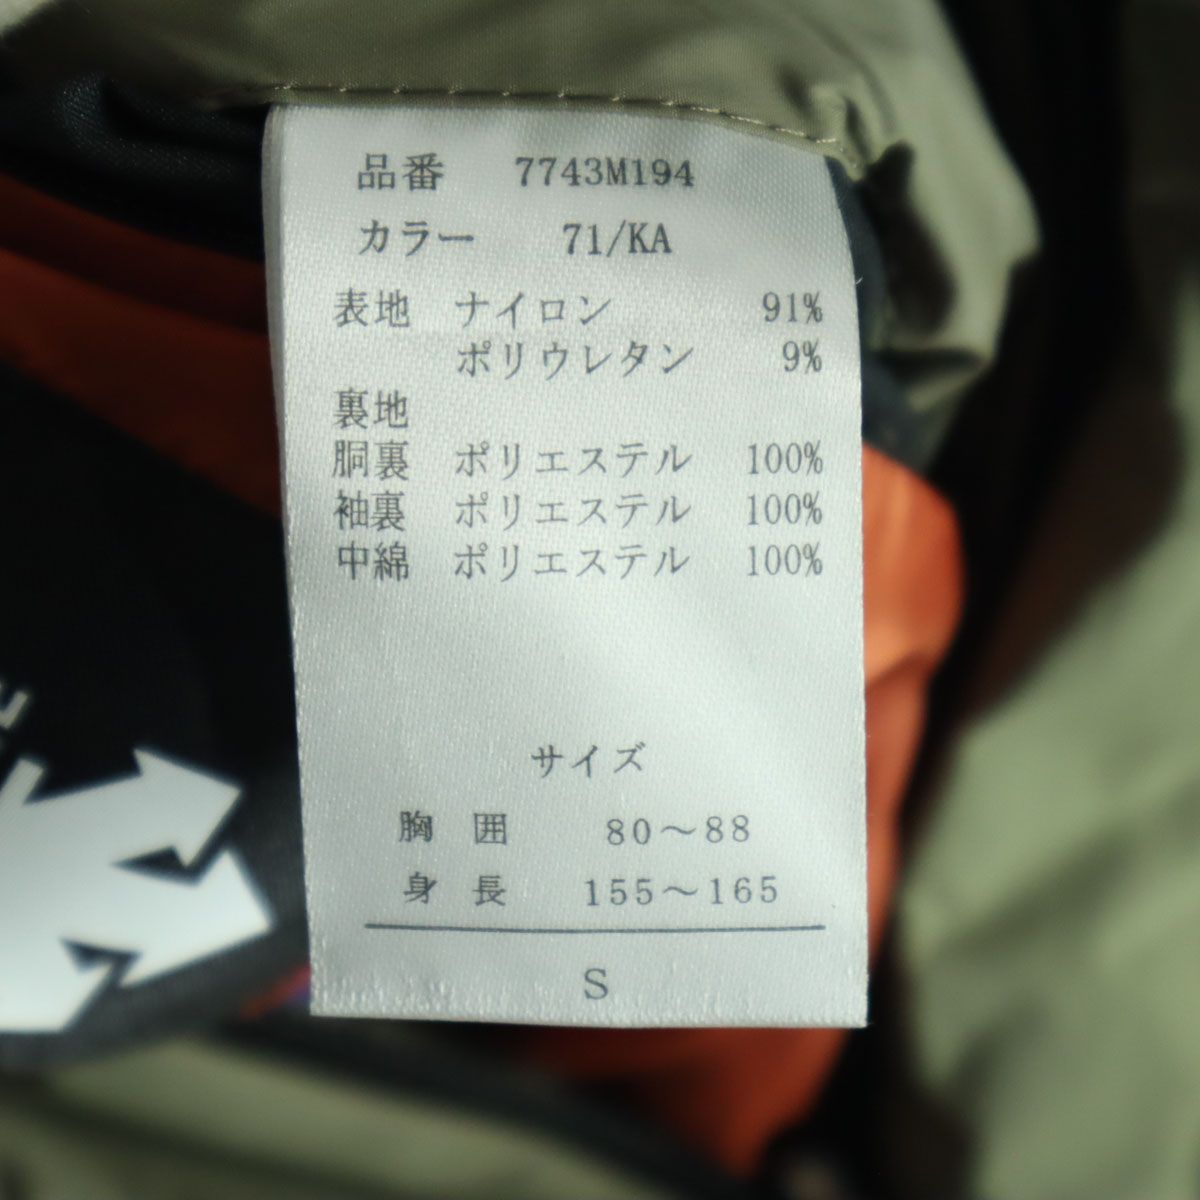 品番 7743M194
カラー 71/KA
表地 ナイロン 91%
ポリウレタン 9%
裏地
胴裏 ポリエステル 100%
袖裏 ポリエステル 100%
中綿 ポリエステル 100%
サイズ
胸囲 80～88
身長 155～165
S